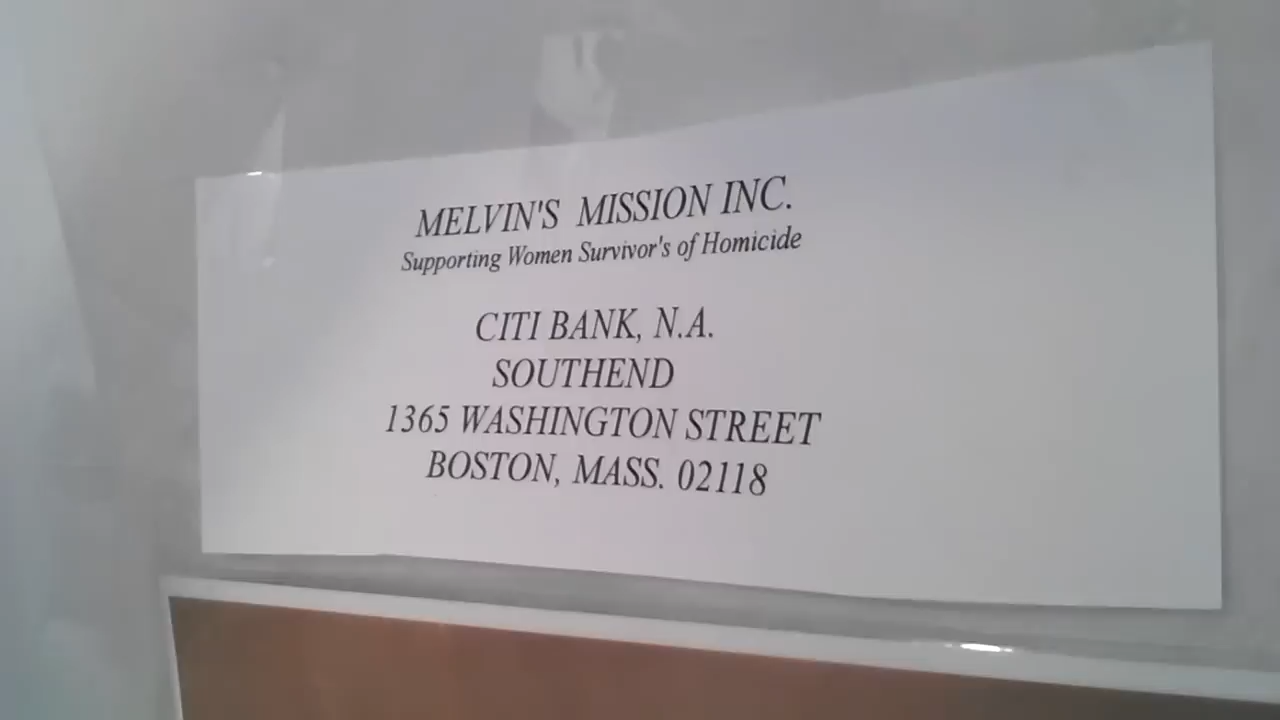 MELVIN'S MISSION INC.
Supporting Women Survivor's of Homicide
CITI BANK, N.A.
SOUTHEND
1365 WASHINGTON STREET
BOSTON, MASS. 02118